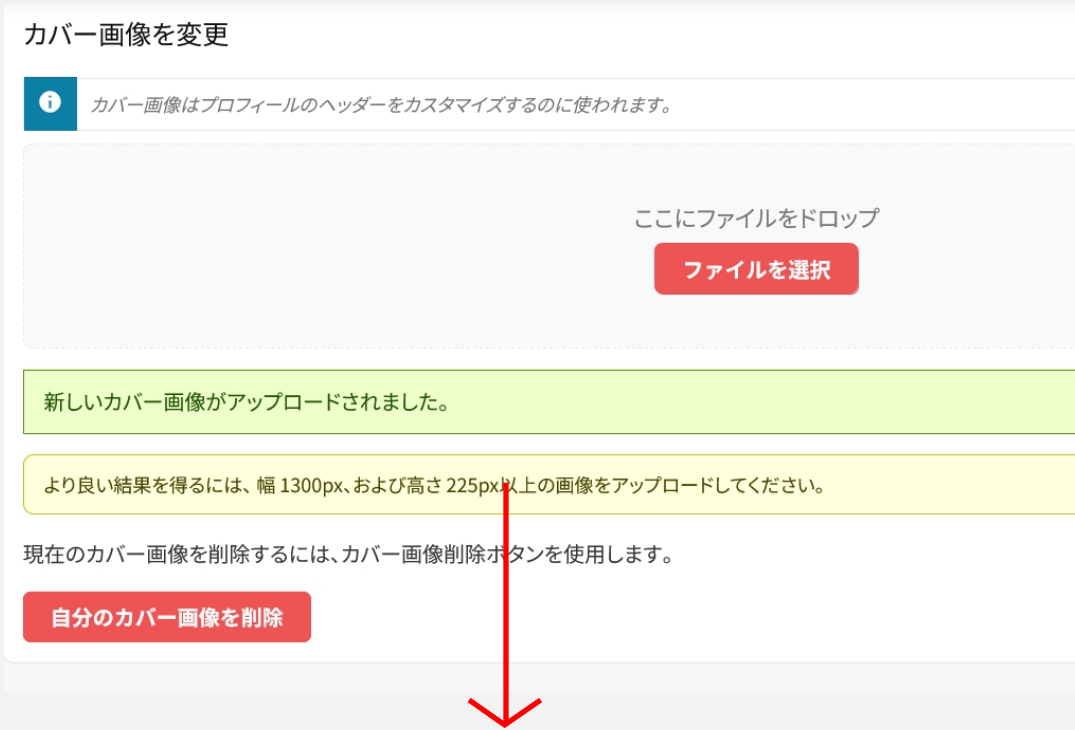 カバー画像を変更
カバー画像はプロフィールのヘッダーをカスタマイズするのに使われます。
ここにファイルをドロップ
ファイルを選択
新しいカバー画像がアップロードされました。
より良い結果を得るには、幅 1300px、および高さ 225px以上の画像をアップロードしてください。
現在のカバー画像を削除するには、カバー画像削除ボタンを使用します。
自分のカバー画像を削除